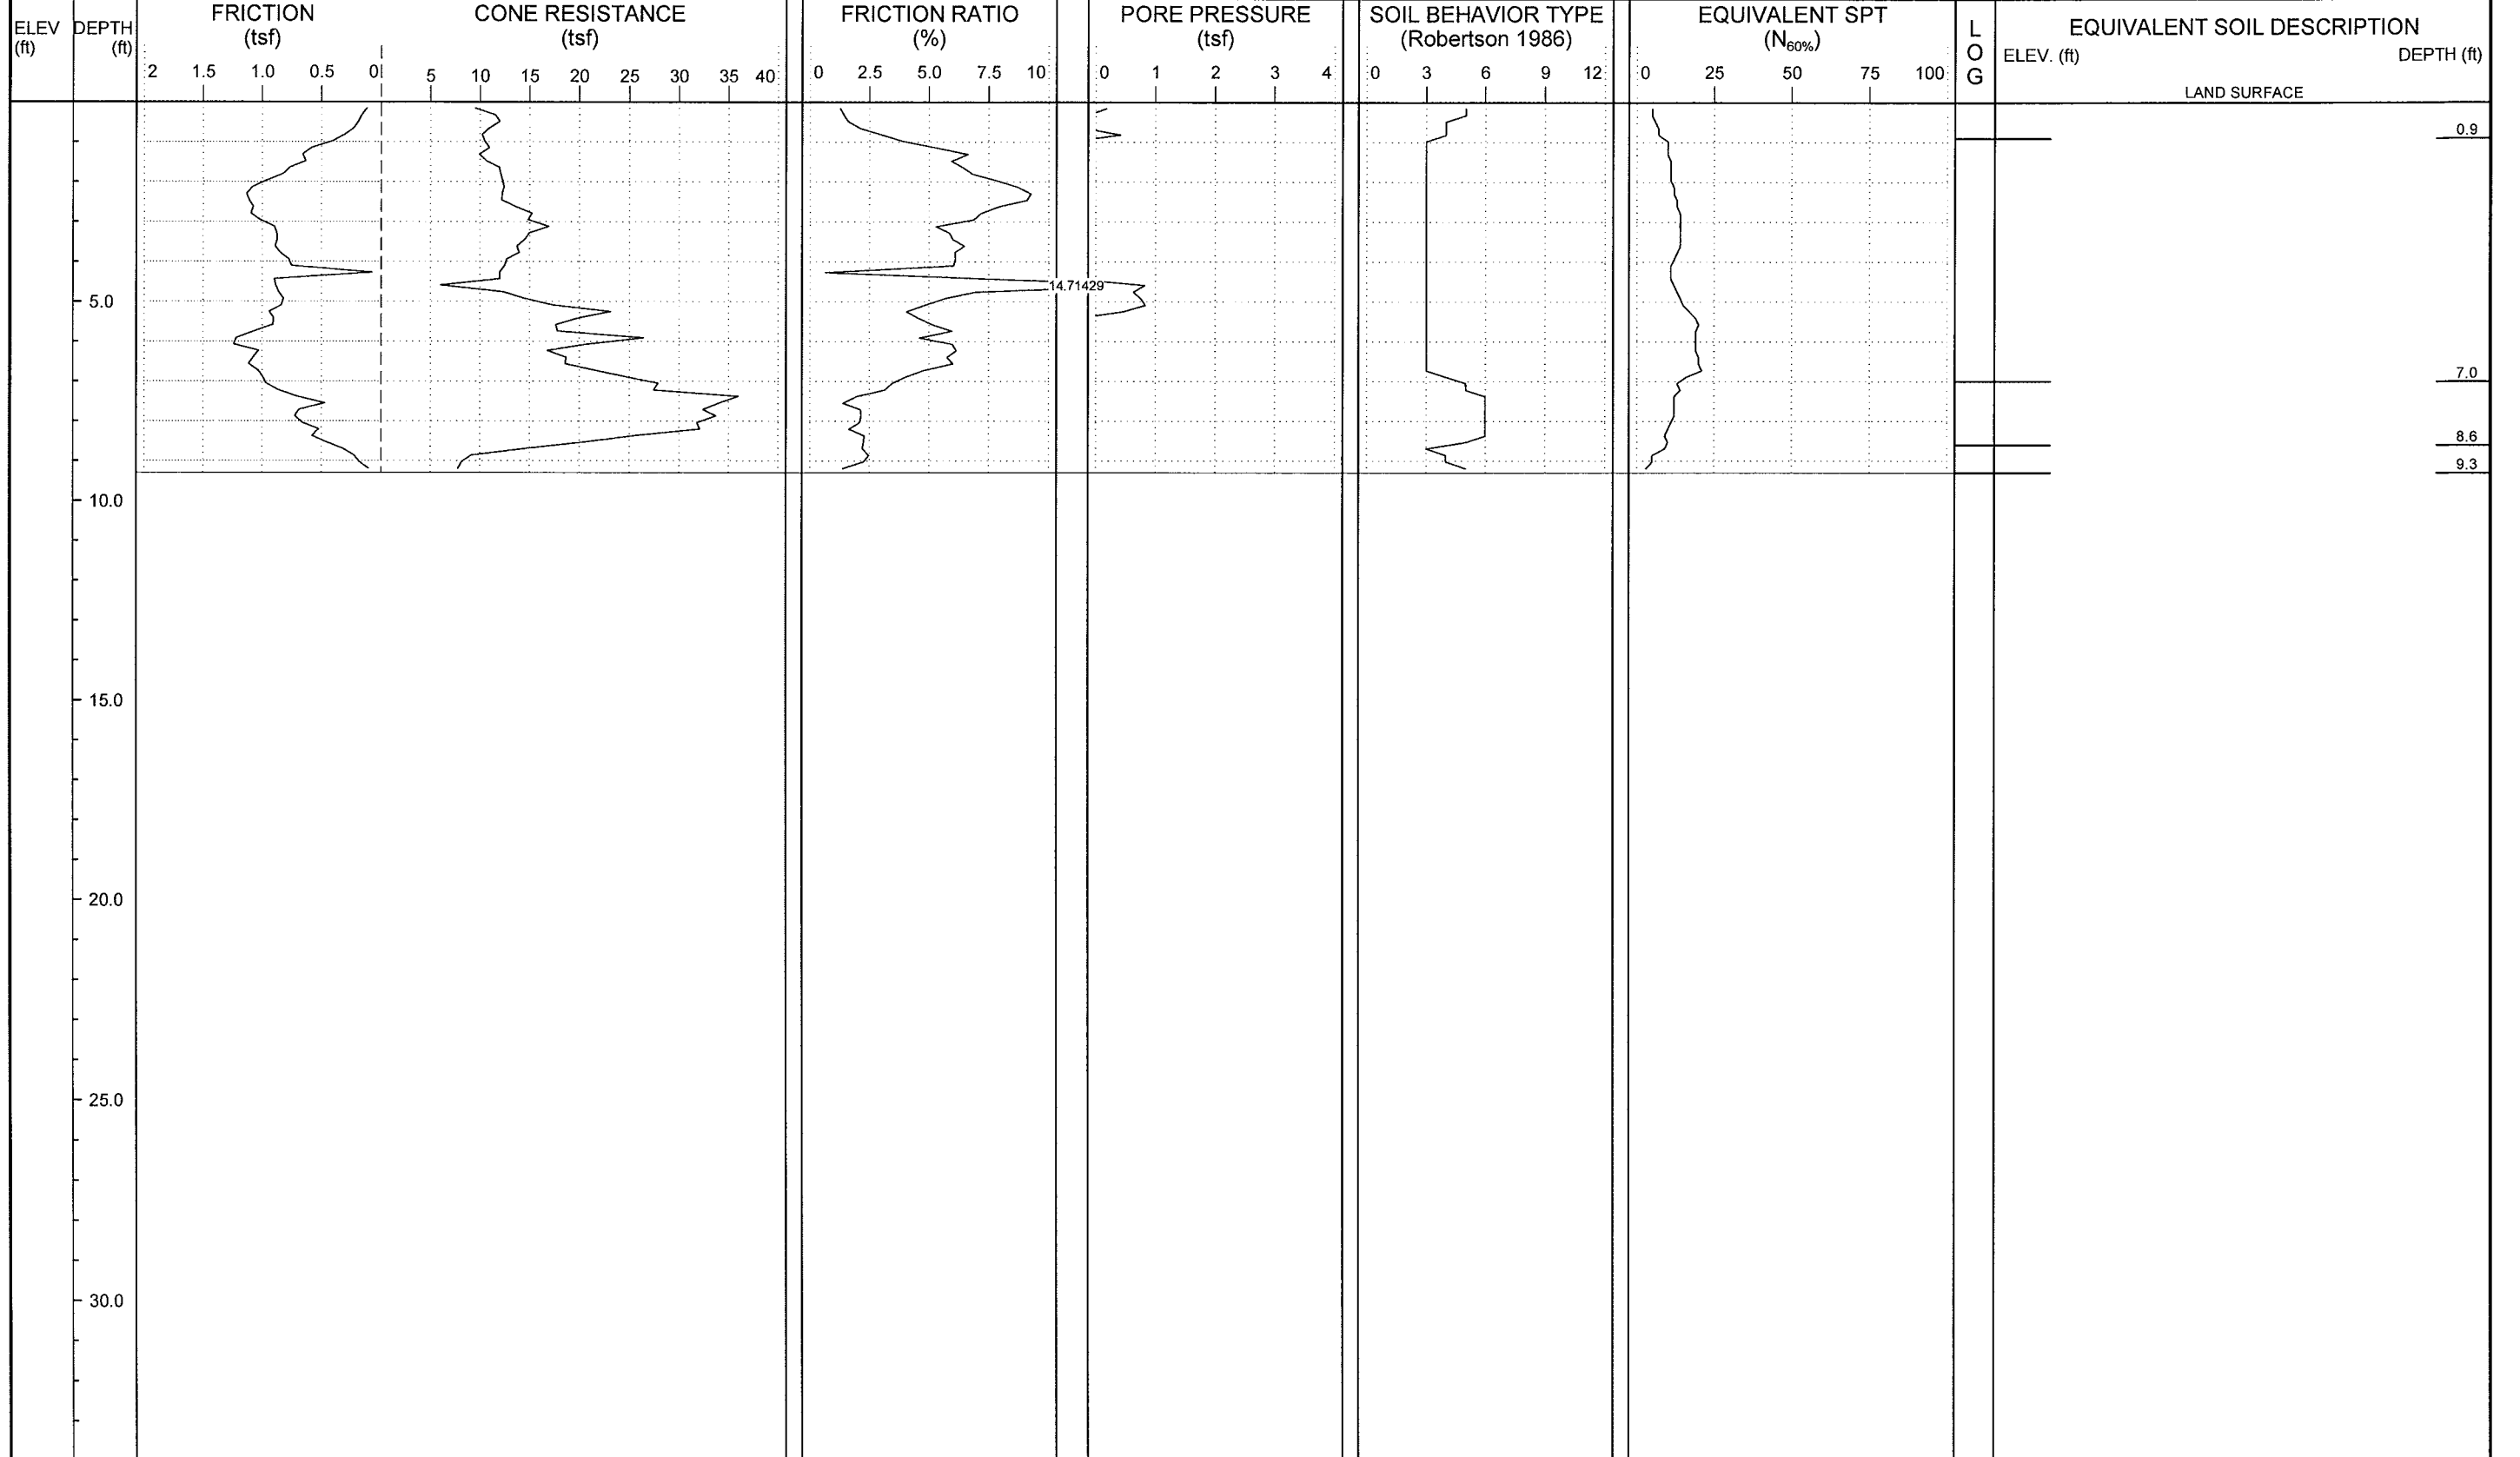 ELEV
(ft)
DEPTH
(ft)
FRICTION
(tsf)
CONE RESISTANCE
(tsf)
FRICTION RATIO
(%)
PORE PRESSURE
(tsf)
SOIL BEHAVIOR TYPE
(Robertson 1986)
EQUIVALENT SPT
(N60%)
L
O
G
EQUIVALENT SOIL DESCRIPTION
ELEV. (ft) DEPTH (ft)
2 1.5 1.0 0.5 0 5 10 15 20 25 30 35 40
0 2.5 5.0 7.5 10
0 1 2 3 4
0 3 6 9 12
0 25 50 75 100
LAND SURFACE
0.9
14.71429
5.0
7.0
8.6
9.3
10.0
15.0
20.0
25.0
30.0